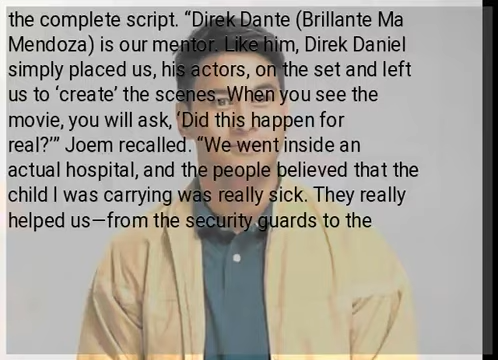 the complete script. “Direk Dante (Brillante Ma
Mendoza) is our mentor. Like him, Direk Daniel
simply placed us, his actors, on the set and left
us to ‘create’ the scenes. When you see the
movie, you will ask, ‘Did this happen for
real?’” Joem recalled. “We went inside an
actual hospital, and the people believed that the
child I was carrying was really sick. They really
helped us—from the security guards to the